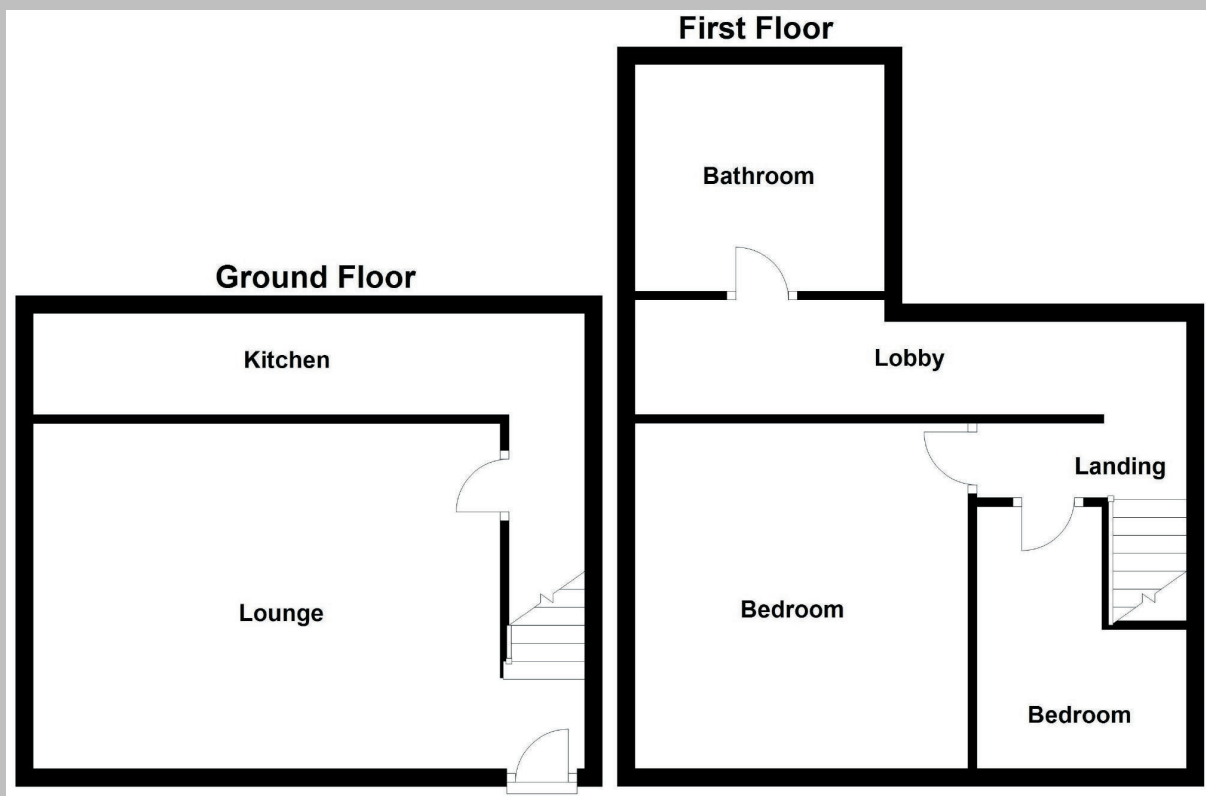 First Floor
Bathroom
Ground Floor
Kitchen
Lobby
Landing
Lounge
Bedroom
Bedroom